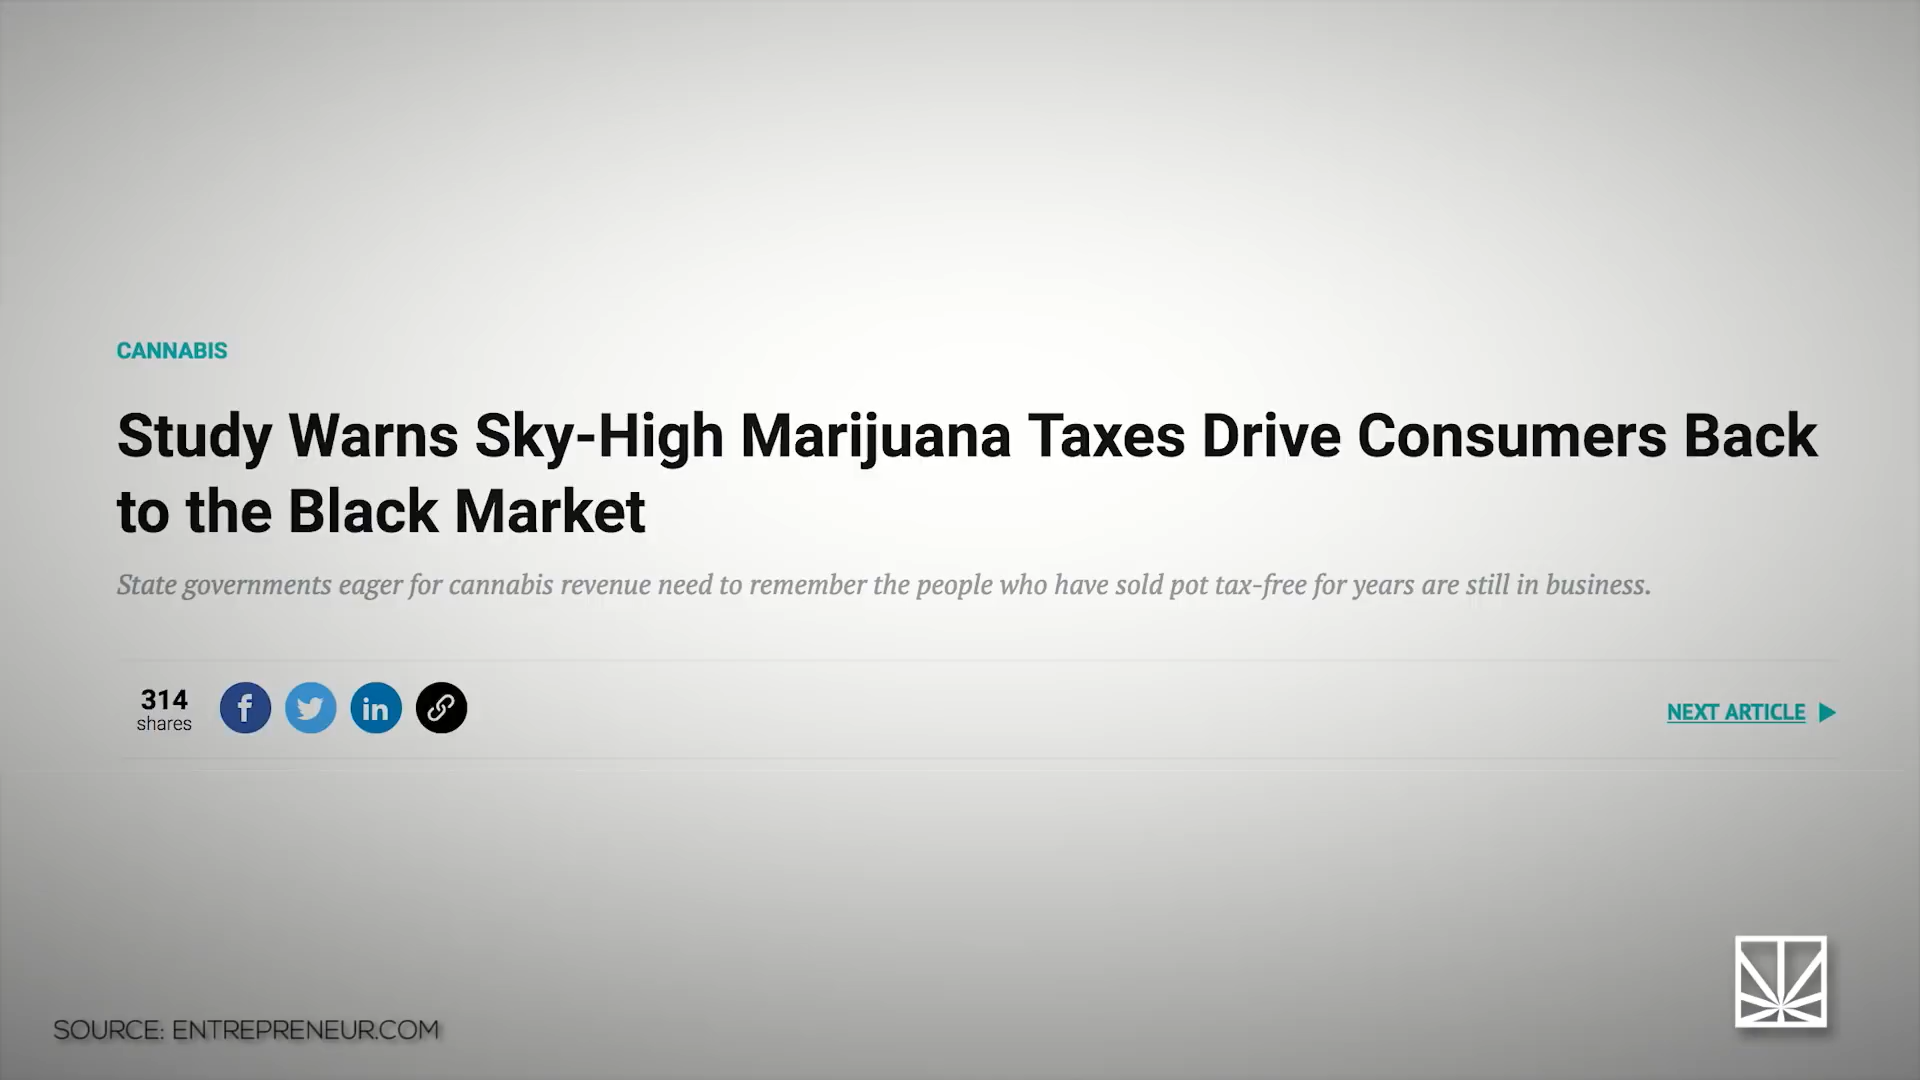 CANNABIS
Study Warns Sky-High Marijuana Taxes Drive Consumers Back
to the Black Market
State governments eager for cannabis revenue need to remember the people who have sold pot tax-free for years are still in business.
314
shares
NEXT ARTICLE
SOURCE: ENTREPRENEUR.COM